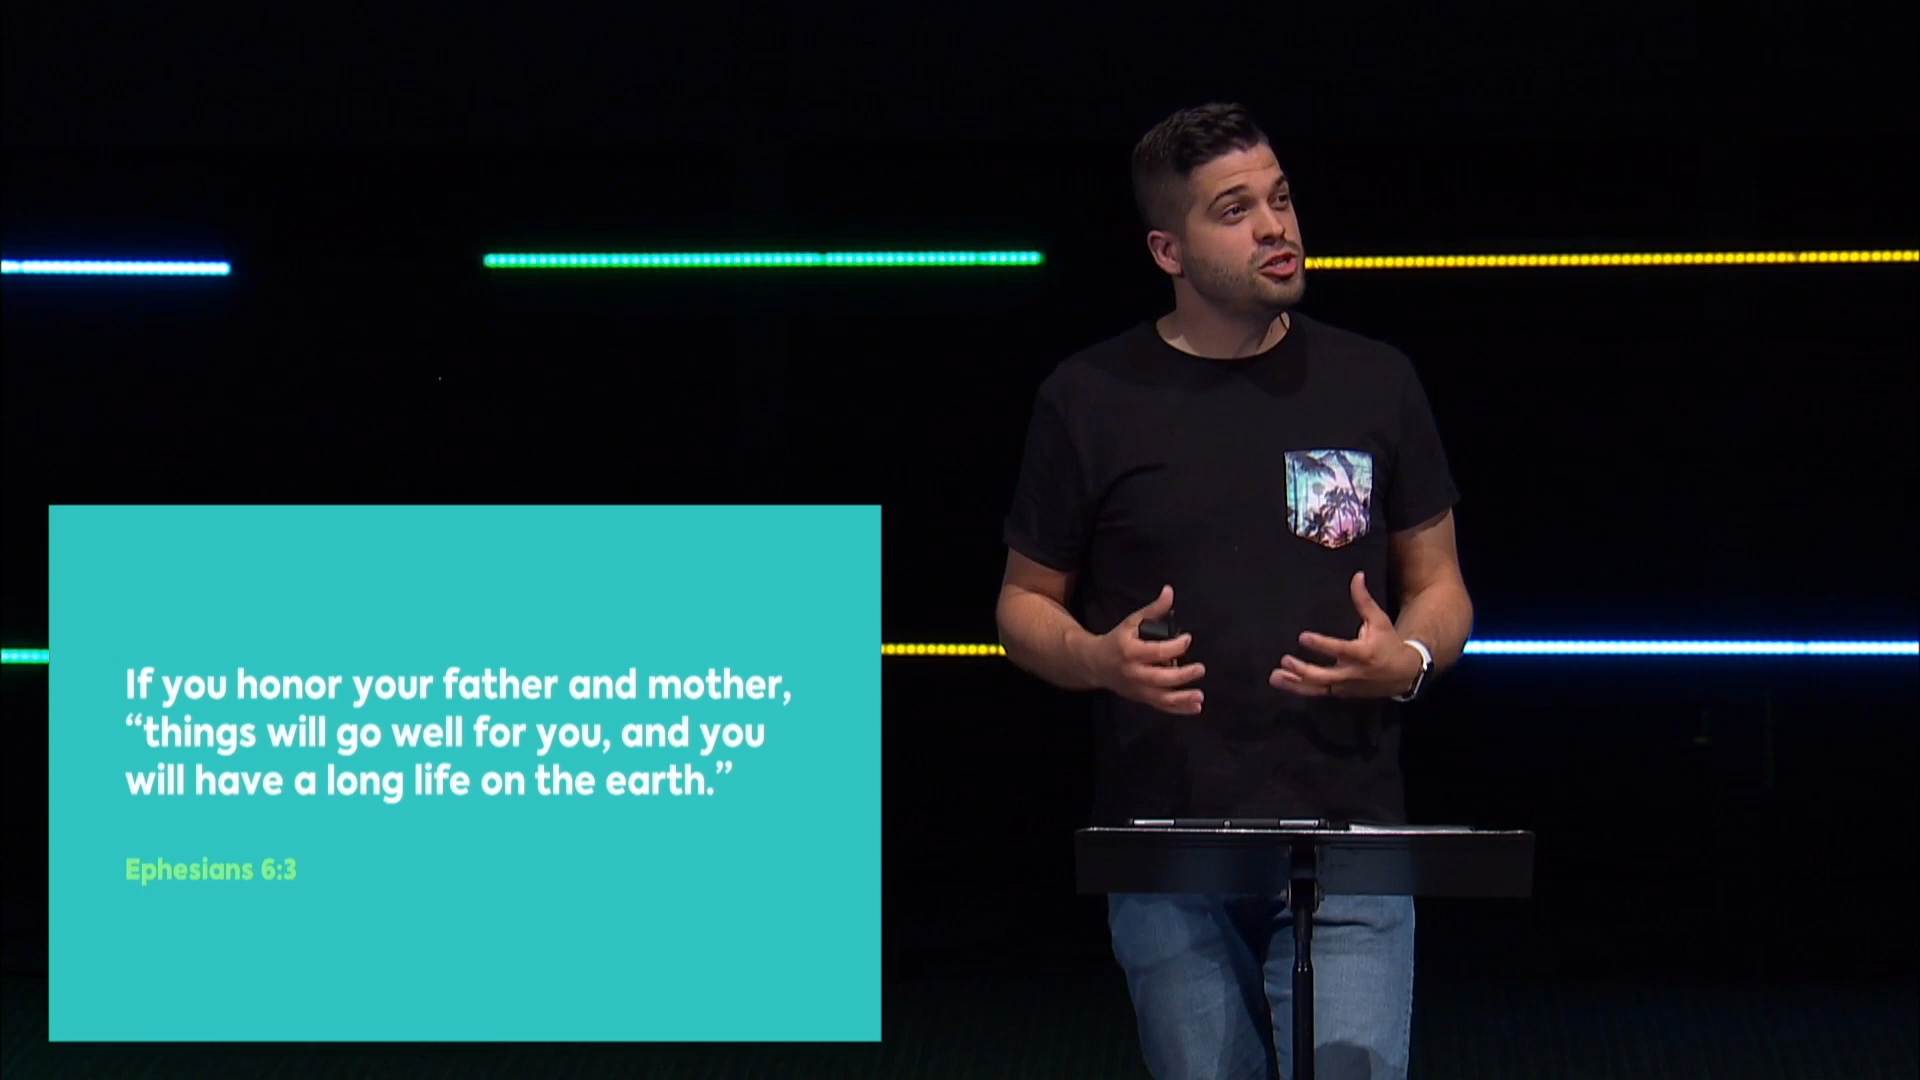 If you honor your father and mother,
“things will go well for you, and you
will have a long life on the earth.”
Ephesians 6:3